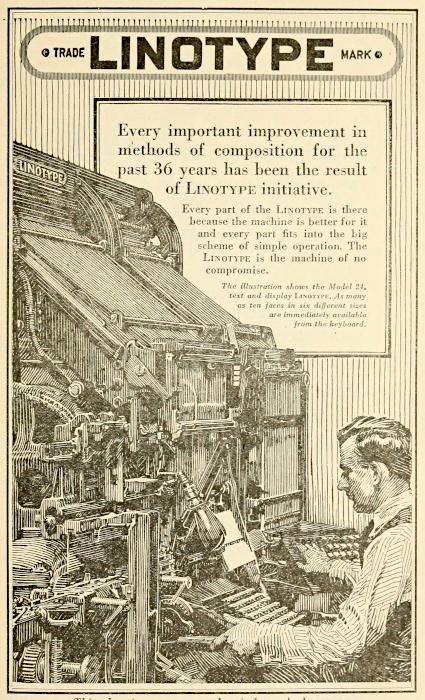 TRADE LINOTYPE MARK
Every important improvement in
methods of composition for the
past 36 years has been the result
of LINOTYPE initiative.
Every part of the LINOTYPE is there
because the machine is better for it
and every part fits into the big
scheme of simple operation. The
LINOTYPE is the machine of no
compromise.
The illustration shows the Model 24,
text and display LINOTYPE. As many
as ten faces in six different sizes
are immediately available
from the keyboard.
LINOTYPE